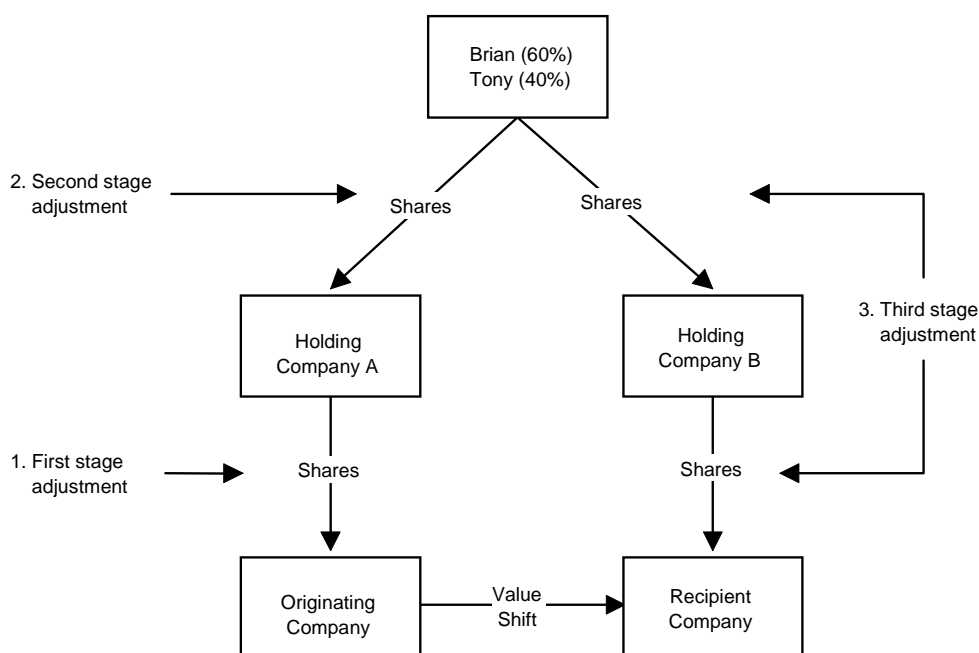 Brian (60%)
Tony (40%)
2. Second stage
adjustment
Shares
Shares
Holding
Company A
Holding
Company B
3. Third stage
adjustment
1. First stage
adjustment
Shares
Shares
Originating
Company
Value
Shift
Recipient
Company